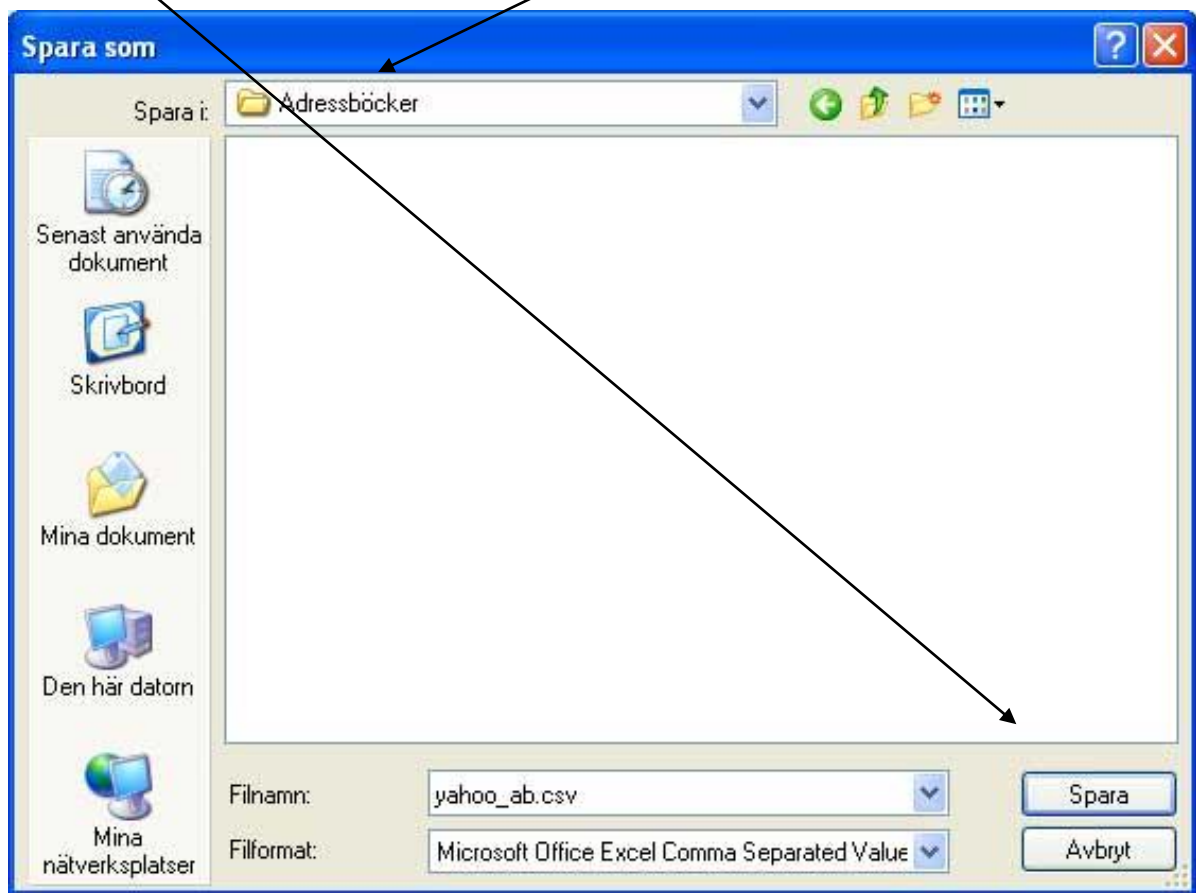 Spara som
Spara i:
Adressböcker
Senast använda
dokument
Skrivbord
Mina dokument
Den här datorn
Mina
nätverksplatser
Filnamn:
yahoo_ab.csv
Spara
Filformat:
Microsoft Office Excel Comma Separated Value
Avbryt